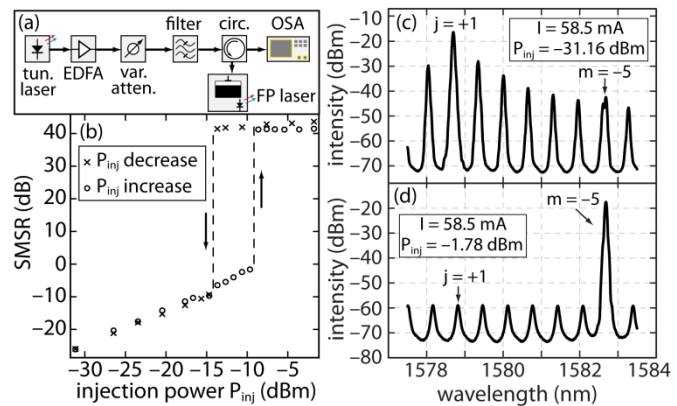 (a)
filter
circ.
OSA
tun.
laser
EDFA
var.
atten.
FP laser
(b)
× P_inj decrease
○ P_inj increase
SMSR (dB)
40
30
20
10
0
−10
−20
−30
−25
−20
−15
−10
−5
injection power P_inj (dBm)
(c)
j = +1
I = 58.5 mA
P_inj = −31.16 dBm
m = −5
intensity (dBm)
−10
−20
−30
−40
−50
−60
−70
(d)
m = −5
I = 58.5 mA
P_inj = −1.78 dBm
j = +1
intensity (dBm)
−20
−30
−40
−50
−60
−70
−80
1578
1580
1582
1584
wavelength (nm)